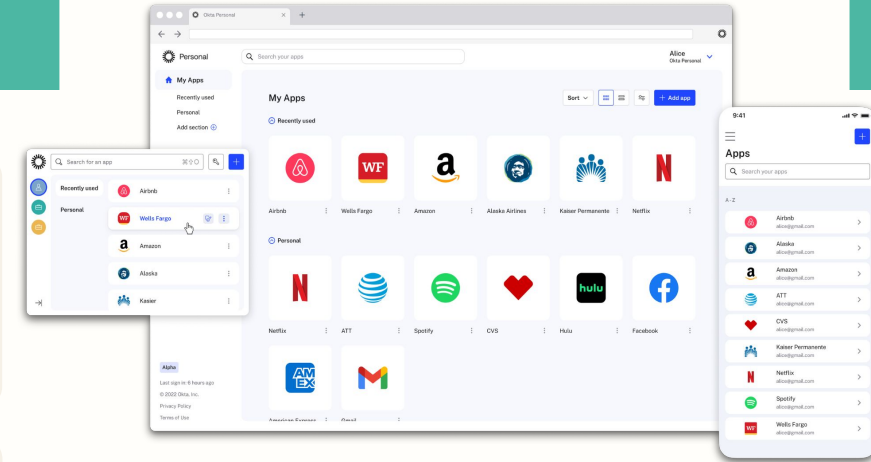 Okta Personal
Personal
Search your apps
Alice
Okta Personal
My Apps
Recently used
Personal
Add section
My Apps
Sort
Add app
Recently used
WF
a
N
Airbnb
Wells Fargo
Amazon
Alaska Airlines
Kaiser Permanente
Netflix
Personal
N
hulu
f
Netflix
ATT
Spotify
CVS
Hulu
Facebook
AM
EX
M
American Express
Gmail
Alpha
Last sign in: 6 hours ago
© 2022 Okta, Inc.
Privacy Policy
Terms of Use
Search for an app
Recently used
Personal
Airbnb
WF Wells Fargo
a Amazon
Alaska
Kasier
9:41
Apps
Search your apps
A-Z
Airbnb
alice@gmail.com
Alaska
alice@gmail.com
a Amazon
alice@gmail.com
ATT
alice@gmail.com
CVS
alice@gmail.com
Kaiser Permanente
alice@gmail.com
N Netflix
alice@gmail.com
Spotify
alice@gmail.com
WF Wells Fargo
alice@gmail.com